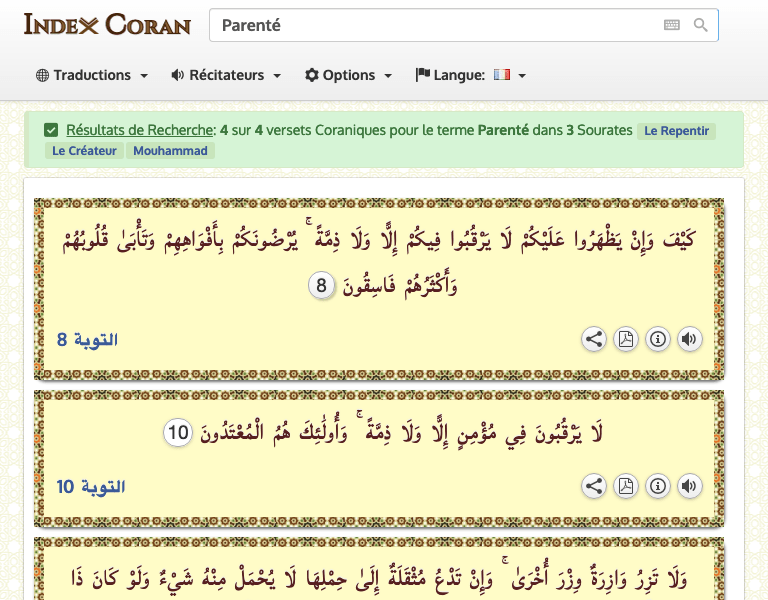 Index Coran
Parenté
Traductions
Récitateurs
Options
Langue:
Résultats de Recherche: 4 sur 4 versets Coraniques pour le terme Parenté dans 3 Sourates Le Repentir
Le Créateur Mouhammad
كَيْفَ وَإِنْ يَظْهَرُوا عَلَيْكُمْ لَا يَرْقُبُوا فِيكُمْ إِلًّا وَلَا ذِمَّةً ۚ يُرْضُونَكُمْ بِأَفْوَاهِهِمْ وَتَأْبَىٰ قُلُوبُهُمْ
وَأَكْثَرُهُمْ فَاسِقُونَ 8
التوبة 8
لَا يَرْقُبُونَ فِي مُؤْمِنٍ إِلًّا وَلَا ذِمَّةً ۚ وَأُولَٰئِكَ هُمُ الْمُعْتَدُونَ 10
التوبة 10
وَلَا تَزِرُ وَازِرَةٌ وِزْرَ أُخْرَىٰ ۚ وَإِنْ تَدْعُ مُثْقَلَةٌ إِلَىٰ حِمْلِهَا لَا يُحْمَلْ مِنْهُ شَيْءٌ وَلَوْ كَانَ ذَا